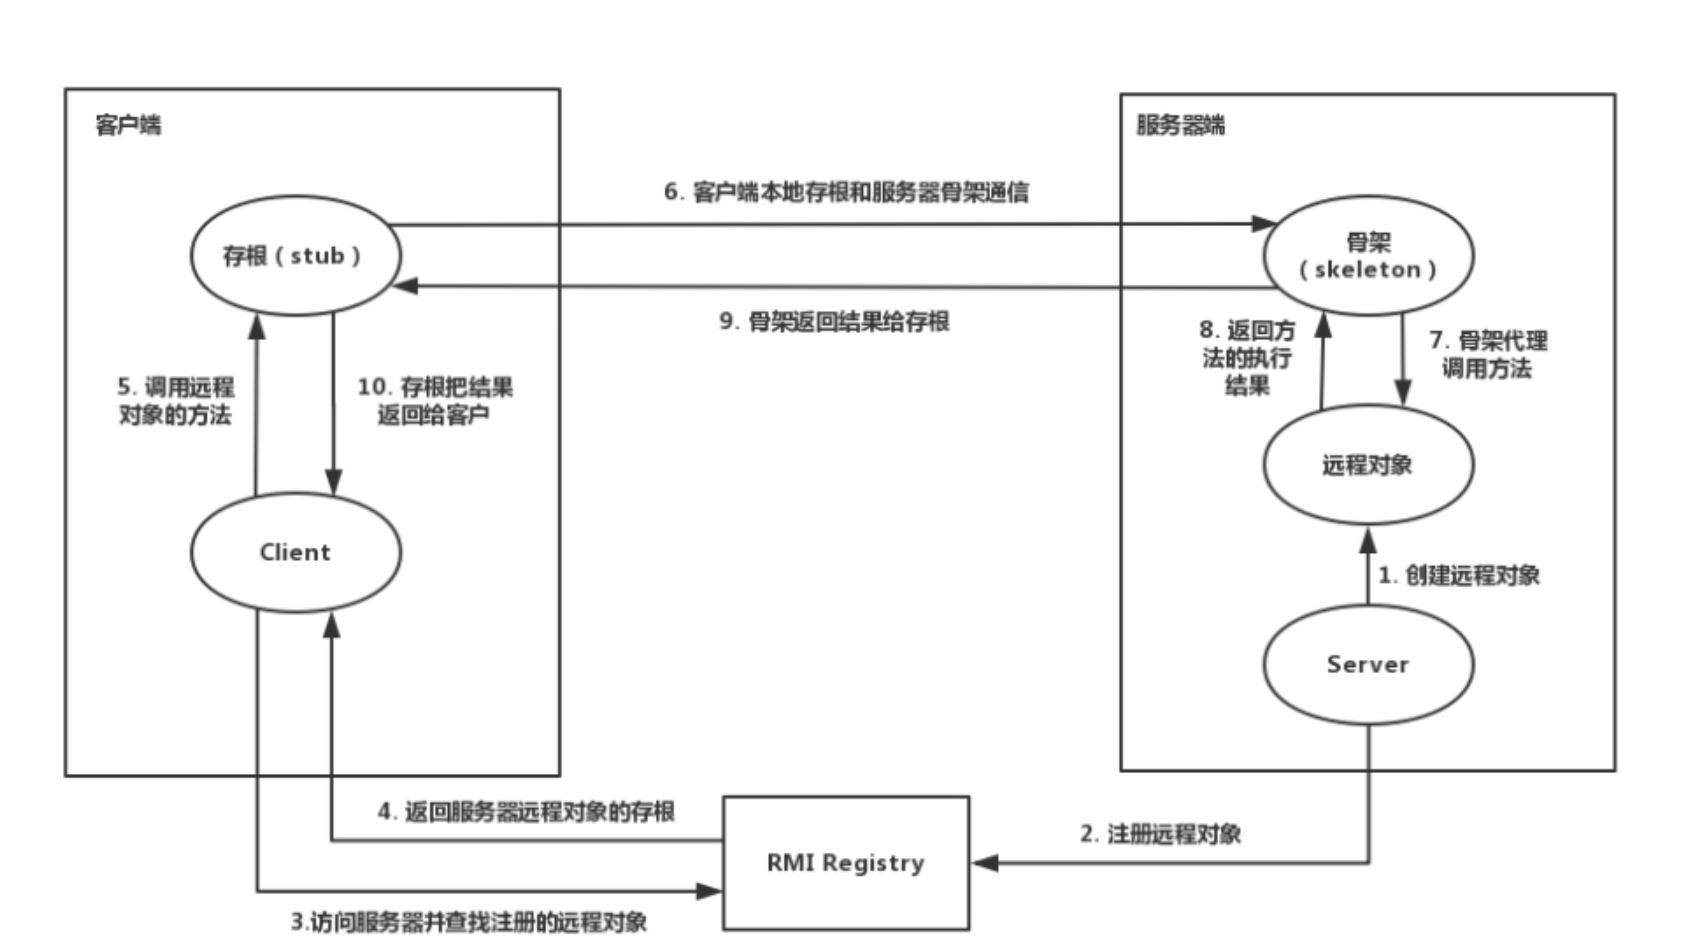 客户端
服务器端
6. 客户端本地存根和服务器骨架通信
存根（stub）
骨架
（skeleton）
9. 骨架返回结果给存根
8. 返回方
法的执行
结果
7. 骨架代理
调用方法
5. 调用远程
对象的方法
10. 存根把结果
返回给客户
远程对象
Client
1. 创建远程对象
Server
4. 返回服务器远程对象的存根
2. 注册远程对象
RMI Registry
3.访问服务器并查找注册的远程对象